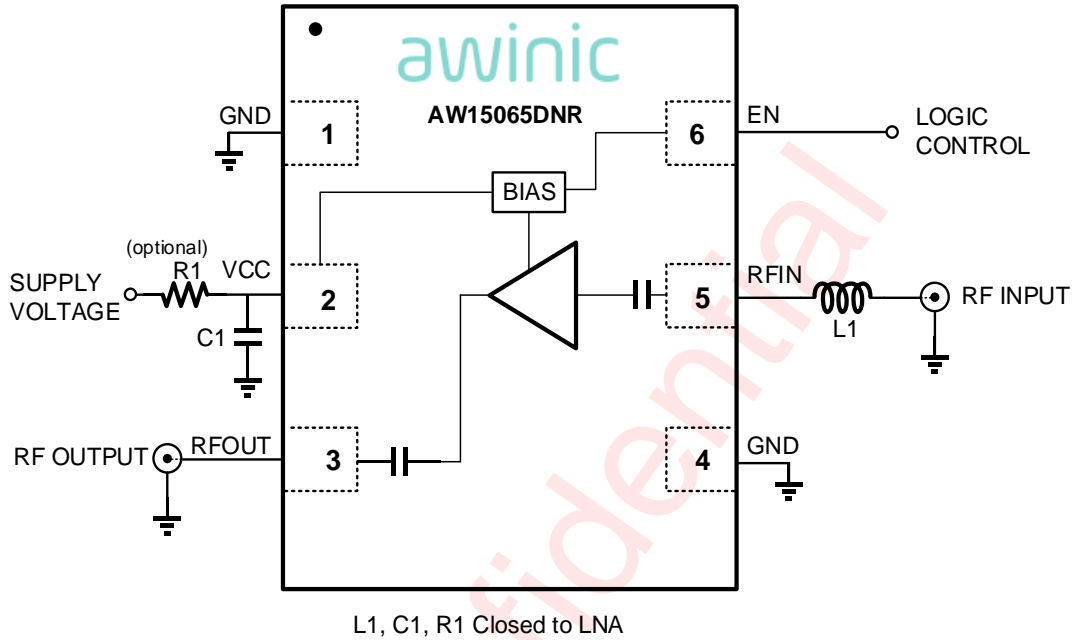 awinic
AW15065DNR
GND
1
6
EN
LOGIC
CONTROL
BIAS
(optional)
R1
VCC
SUPPLY
VOLTAGE
C1
2
5
RFIN
L1
RF INPUT
RF OUTPUT
RFOUT
3
4
GND
L1, C1, R1 Closed to LNA
fidential